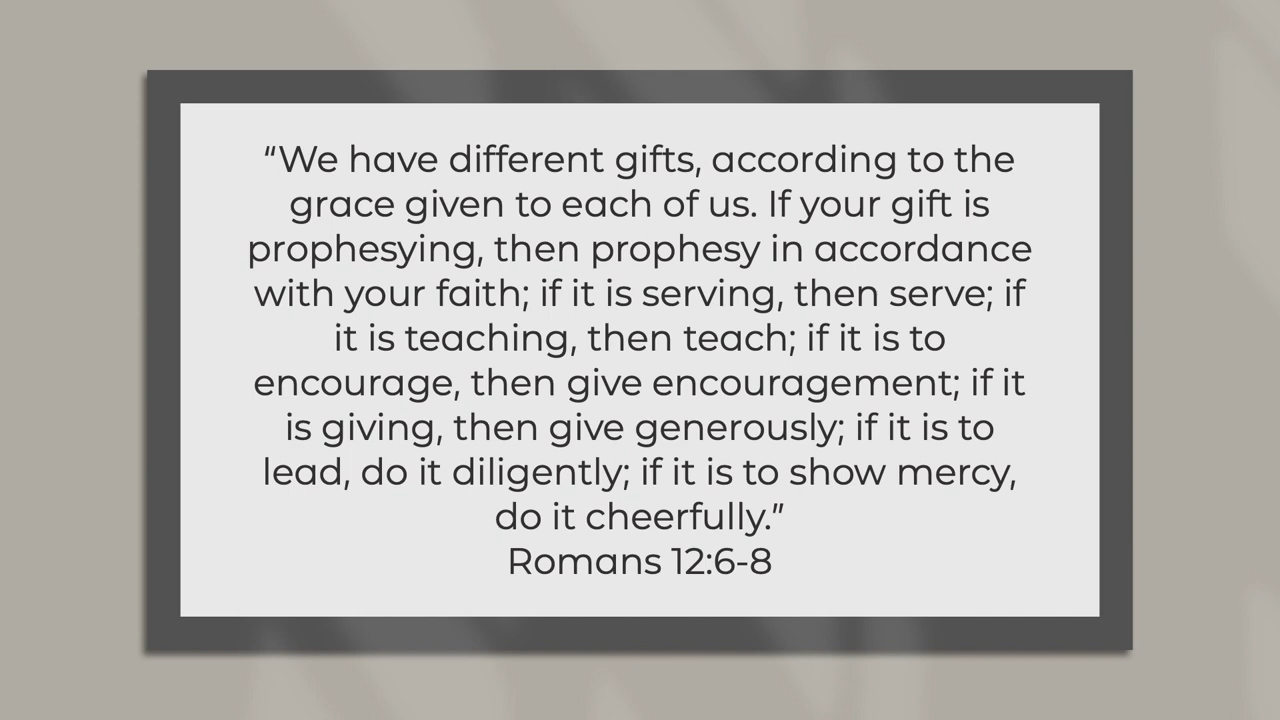 “We have different gifts, according to the
grace given to each of us. If your gift is
prophesying, then prophesy in accordance
with your faith; if it is serving, then serve; if
it is teaching, then teach; if it is to
encourage, then give encouragement; if it
is giving, then give generously; if it is to
lead, do it diligently; if it is to show mercy,
do it cheerfully.”
Romans 12:6-8